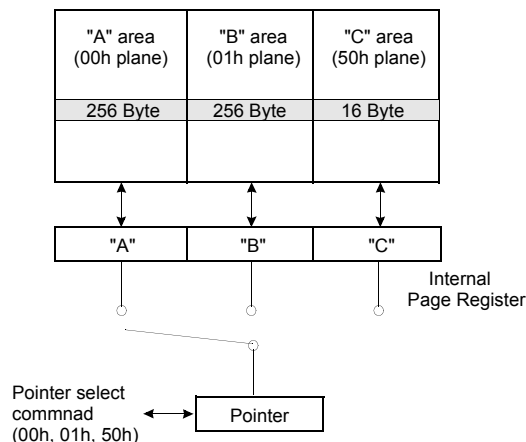 "A" area
(00h plane)
"B" area
(01h plane)
"C" area
(50h plane)
256 Byte
256 Byte
16 Byte
"A"
"B"
"C"
Internal
Page Register
Pointer select
commnad
(00h, 01h, 50h)
Pointer